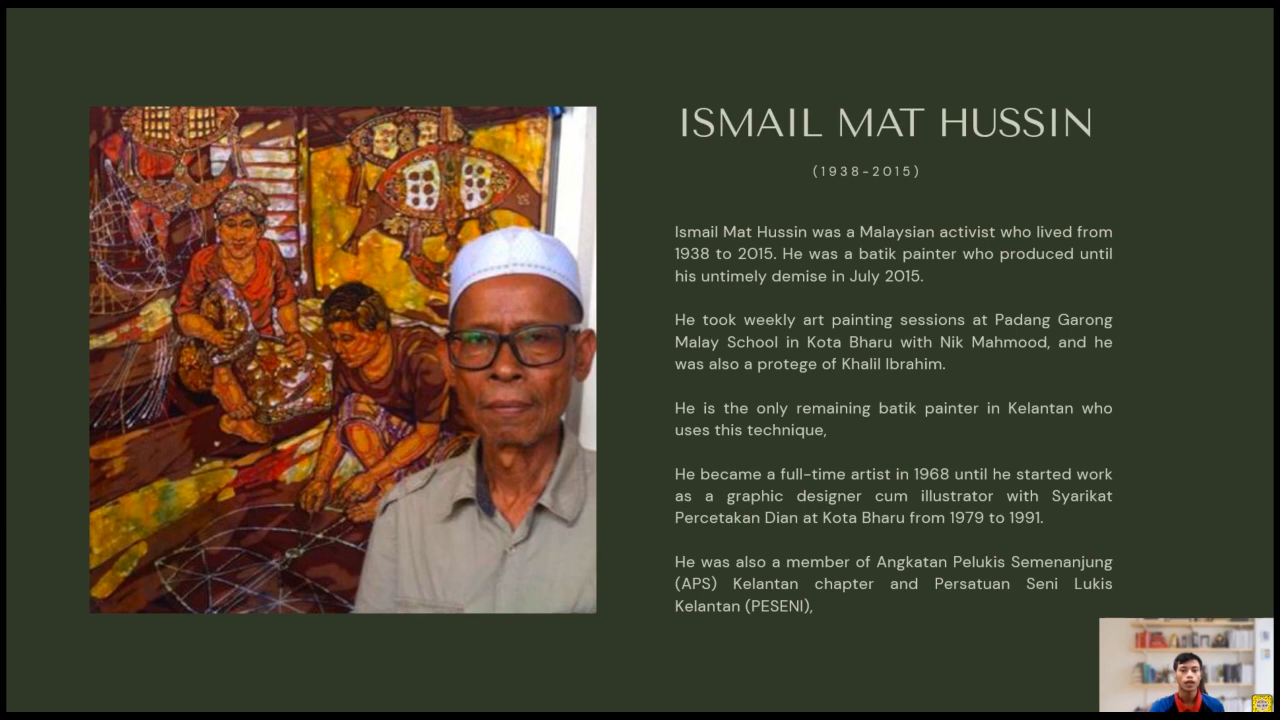 ISMAIL MAT HUSSIN
(1938-2015)
Ismail Mat Hussin was a Malaysian activist who lived from
1938 to 2015. He was a batik painter who produced until
his untimely demise in July 2015.
He took weekly art painting sessions at Padang Garong
Malay School in Kota Bharu with Nik Mahmood, and he
was also a protege of Khalil Ibrahim.
He is the only remaining batik painter in Kelantan who
uses this technique,
He became a full-time artist in 1968 until he started work
as a graphic designer cum illustrator with Syarikat
Percetakan Dian at Kota Bharu from 1979 to 1991.
He was also a member of Angkatan Pelukis Semenanjung
(APS) Kelantan chapter and Persatuan Seni Lukis
Kelantan (PESENI),